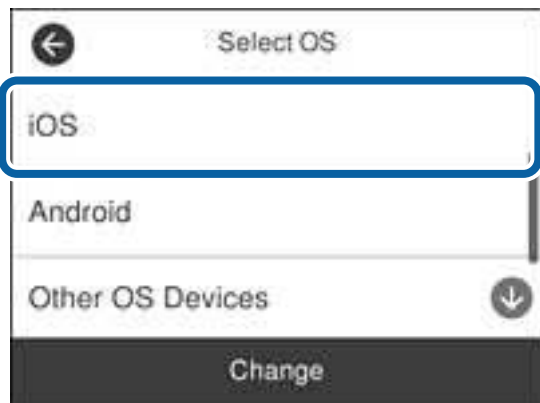 Select OS
iOS
Android
Other OS Devices
Change